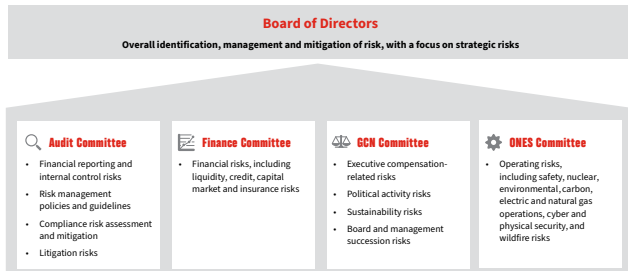 Board of Directors
Overall identification, management and mitigation of risk, with a focus on strategic risks
Audit Committee
• Financial reporting and
internal control risks
• Risk management
policies and guidelines
• Compliance risk assessment
and mitigation
• Litigation risks
Finance Committee
• Financial risks, including
liquidity, credit, capital
market and insurance risks
GCN Committee
• Executive compensation-
related risks
• Political activity risks
• Sustainability risks
• Board and management
succession risks
ONES Committee
• Operating risks,
including safety, nuclear,
environmental, carbon,
electric and natural gas
operations, cyber and
physical security, and
wildfire risks